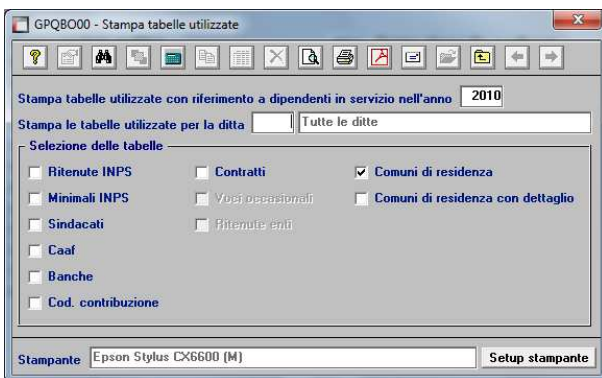 GPQBO00 - Stampa tabelle utilizzate
Stampa tabelle utilizzate con riferimento a dipendenti in servizio nell'anno 2010
Stampa le tabelle utilizzate per la ditta Tutte le ditte
Selezione delle tabelle
Ritenute INPS Contratti Comuni di residenza
Minimali INPS Voci occasionali Comuni di residenza con dettaglio
Sindacati Ritenute enti
Caaf
Banche
Cod. contribuzione
Stampante Epson Stylus CX6600 (M) Setup stampante